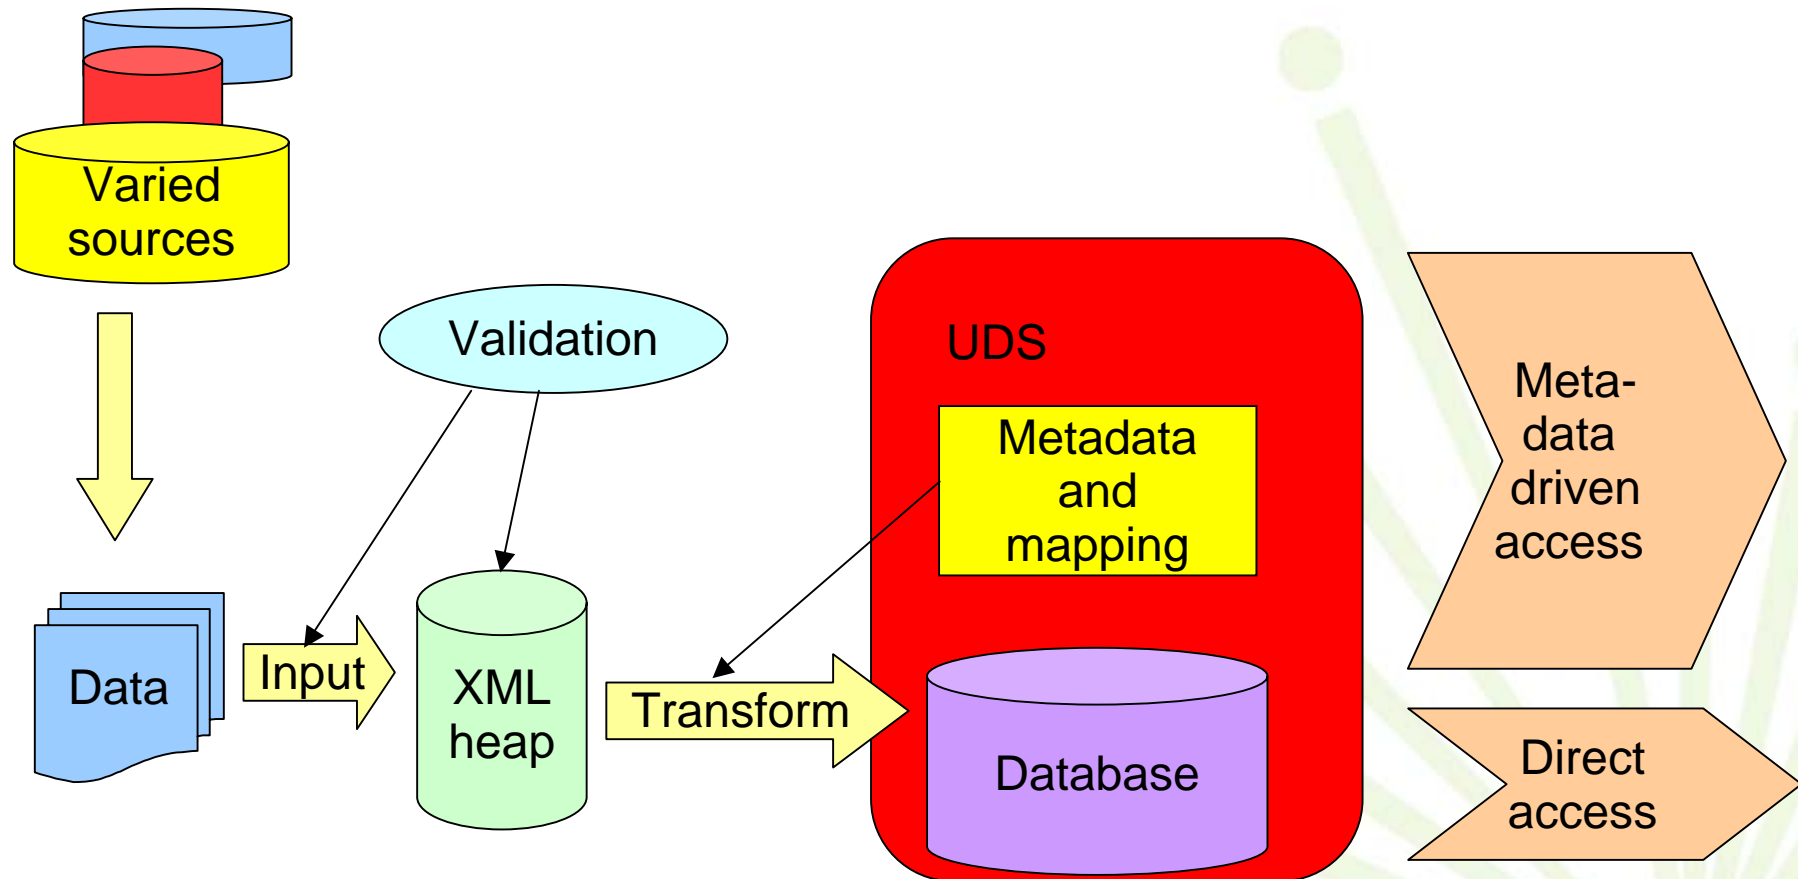 Varied
sources
Validation
UDS
Metadata
and
mapping
Meta-
data
driven
access
Data
Input
XML
heap
Transform
Database
Direct
access